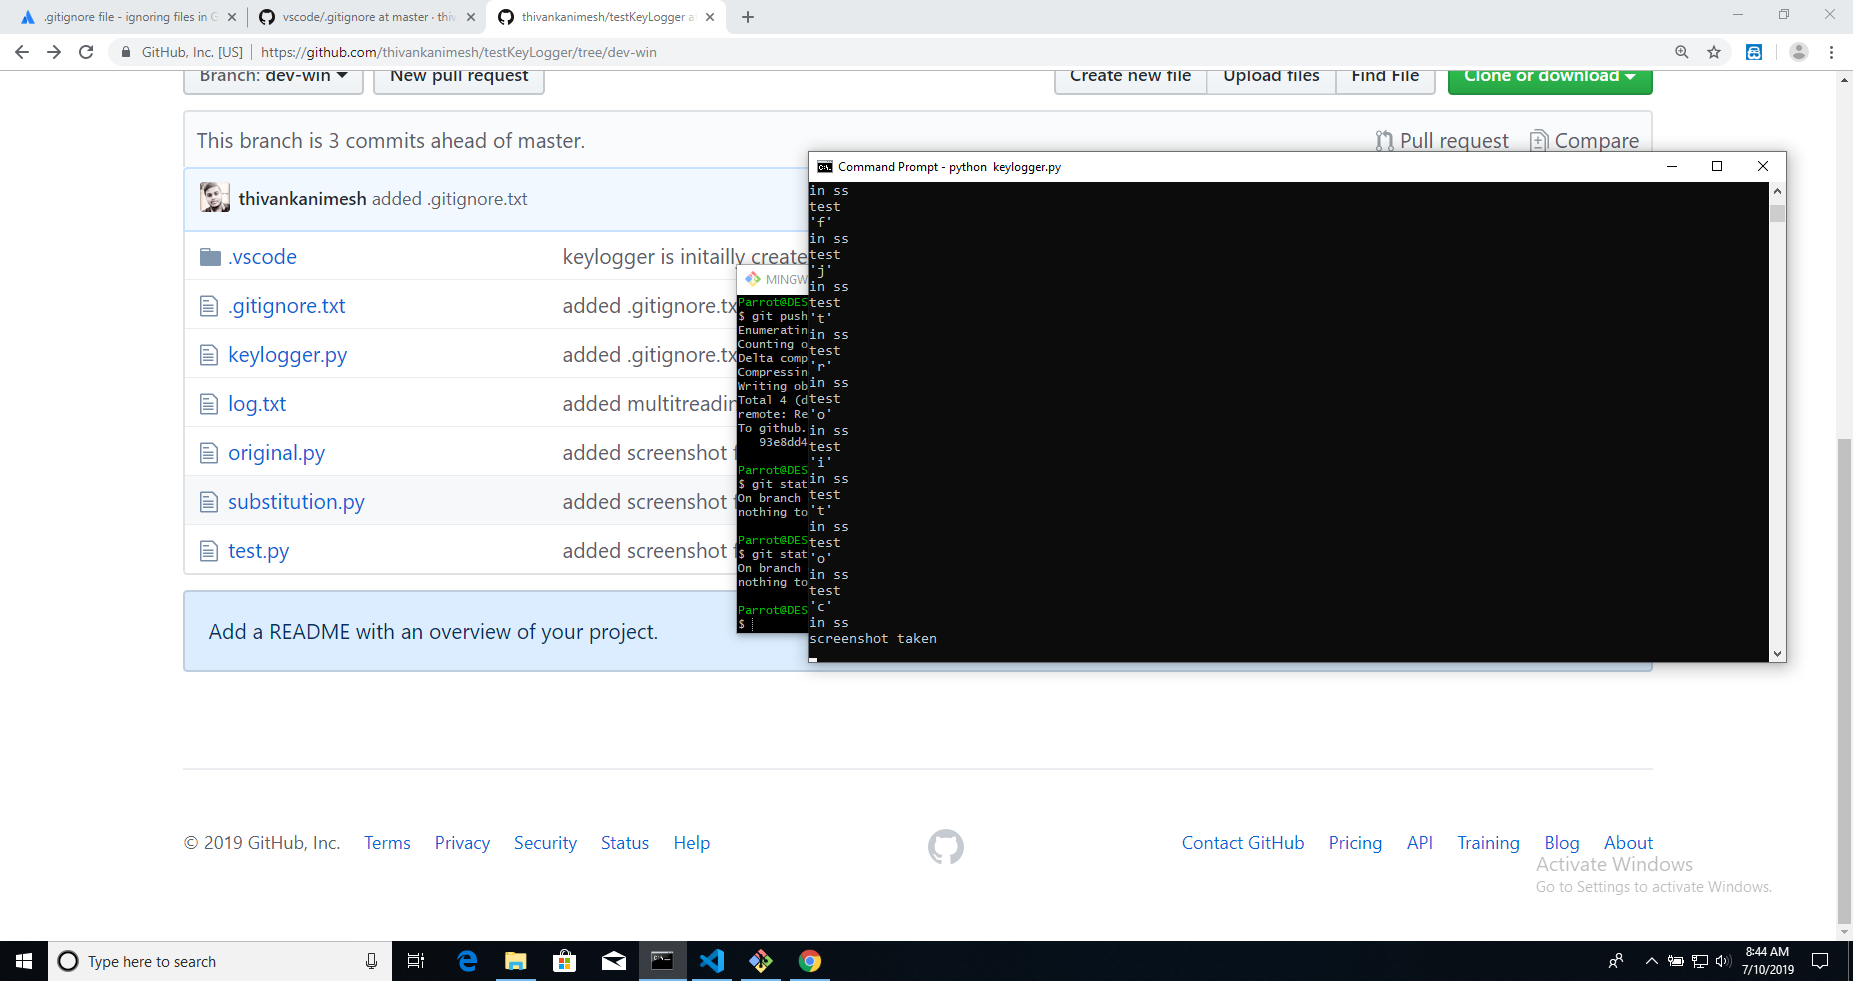 .gitignore file - ignoring files in G
vscode/.gitignore at master · thiv
thivankanimesh/testKeyLogger a
GitHub, Inc. [US] | https://github.com/thivankanimesh/testKeyLogger/tree/dev-win
Branch: dev-win New pull request Create new file Upload files Find File Clone or download
This branch is 3 commits ahead of master. Pull request Compare
thivankanimesh added .gitignore.txt
.vscode keylogger is initailly create
.gitignore.txt added .gitignore.tx
keylogger.py added .gitignore.tx
log.txt added multitreadin
original.py added screenshot f
substitution.py added screenshot f
test.py added screenshot f
Add a README with an overview of your project.
MINGW
Parrot@DES
$ git push
Enumeratin
Counting o
Delta comp
Compressin
Writing ob
Total 4 (d
remote: Re
To github.
93e8dd4
Parrot@DES
$ git stat
On branch
nothing to
Parrot@DES
$ git stat
On branch
nothing to
Parrot@DES
$
Command Prompt - python keylogger.py
in ss
test
'f'
in ss
test
'j'
in ss
test
't'
in ss
test
'r'
in ss
test
'o'
in ss
test
'i'
in ss
test
't'
in ss
test
'o'
in ss
test
'c'
in ss
screenshot taken
© 2019 GitHub, Inc. Terms Privacy Security Status Help Contact GitHub Pricing API Training Blog About
Activate Windows
Go to Settings to activate Windows.
Type here to search
8:44 AM
7/10/2019